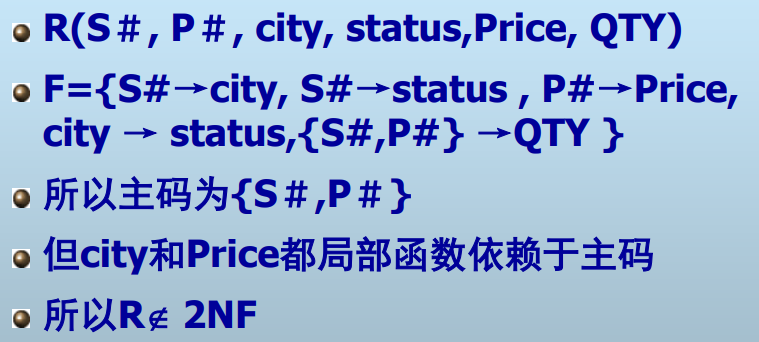 R(S#, P#, city, status,Price, QTY)
F={S#→city, S#→status , P#→Price,
city → status,{S#,P#} →QTY }
所以主码为{S#,P#}
但city和Price都局部函数依赖于主码
所以R∉ 2NF